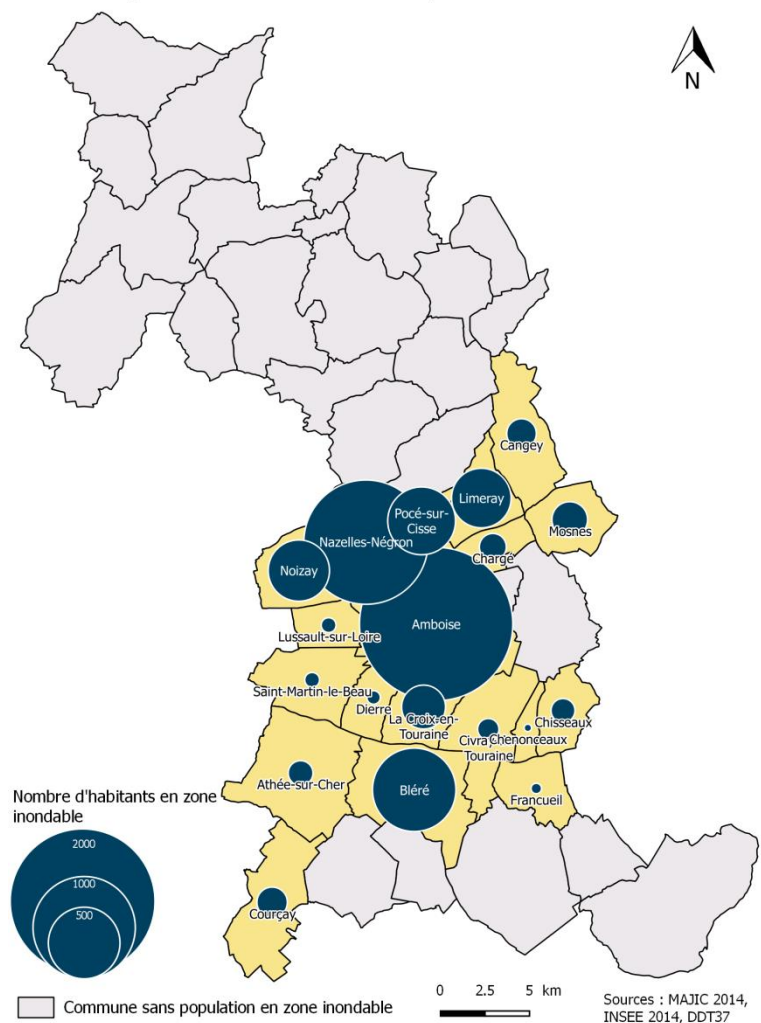 N
Cangey
Limeray
Pocé-sur-
Cisse
Mosnes
Nazelles-Négron
Chargé
Noizay
Amboise
Lussault-sur-Loire
Saint-Martin-le-Beau
Dierre
La Croix-en-
Touraine
Chisseaux
Chenonceaux
Touraine
Athée-sur-Cher
Bléré
Francueil
Nombre d'habitants en zone
inondable
2000
1000
500
Courçay
Commune sans population en zone inondable
0 2.5 5 km
Sources : MAJIC 2014,
INSEE 2014, DDT37